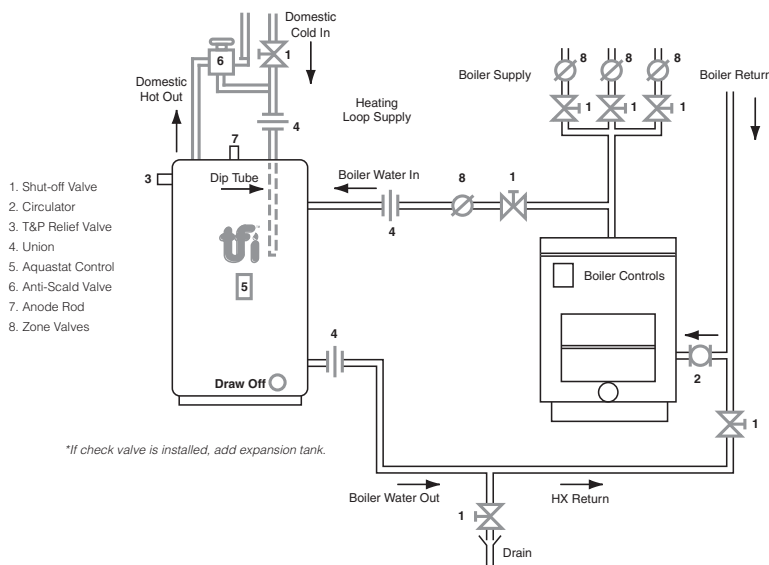 Domestic
Cold In
6
1
Domestic
Hot Out
4
Heating
Loop Supply
Boiler Supply
8
8
8
1
1
1
Boiler Return
7
3
Dip Tube
Boiler Water In
8
1
4
tfi™
5
1. Shut-off Valve
2. Circulator
3. T&P Relief Valve
4. Union
5. Aquastat Control
6. Anti-Scald Valve
7. Anode Rod
8. Zone Valves
Boiler Controls
4
Draw Off
2
1
*If check valve is installed, add expansion tank.
Boiler Water Out
HX Return
1
Drain